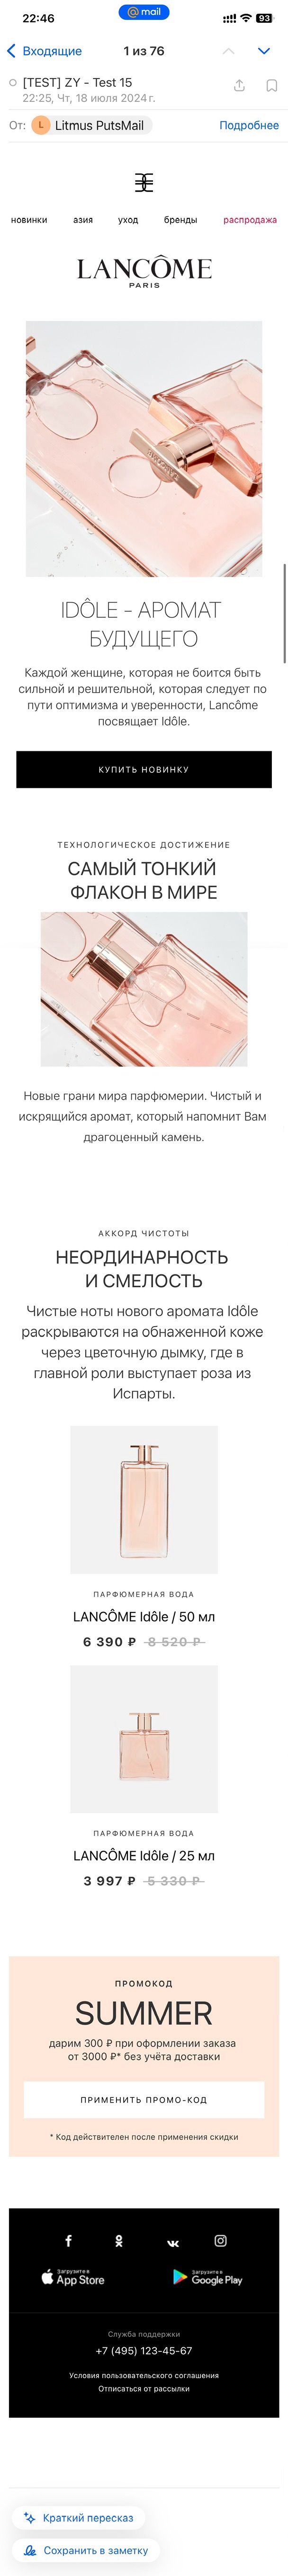 22:46
@mail
93
Входящие
1 из 76
[TEST] ZY - Test 15
22:25, Чт, 18 июля 2024 г.
От: L Litmus PutsMail
Подробнее
новинки азия уход бренды распродажа
LANCÔME
PARIS
IDÔLE - АРОМАТ
БУДУЩЕГО
Каждой женщине, которая не боится быть
сильной и решительной, которая следует по
пути оптимизма и уверенности, Lancôme
посвящает Idôle.
КУПИТЬ НОВИНКУ
ТЕХНОЛОГИЧЕСКОЕ ДОСТИЖЕНИЕ
САМЫЙ ТОНКИЙ
ФЛАКОН В МИРЕ
Новые грани мира парфюмерии. Чистый и
искрящийся аромат, который напомнит Вам
драгоценный камень.
АККОРД ЧИСТОТЫ
НЕОРДИНАРНОСТЬ
И СМЕЛОСТЬ
Чистые ноты нового аромата Idôle
раскрываются на обнаженной коже
через цветочную дымку, где в
главной роли выступает роза из
Испарты.
ПАРФЮМЕРНАЯ ВОДА
LANCÔME Idôle / 50 мл
6 390 ₽ 8 520 ₽
ПАРФЮМЕРНАЯ ВОДА
LANCÔME Idôle / 25 мл
3 997 ₽ 5 330 ₽
ПРОМОКОД
SUMMER
дарим 300 ₽ при оформлении заказа
от 3000 ₽* без учёта доставки
ПРИМЕНИТЬ ПРОМО-КОД
* Код действителен после применения скидки
Загрузите в
App Store
Загрузите в
Google Play
Служба поддержки
+7 (495) 123-45-67
Условия пользовательского соглашения
Отписаться от рассылки
Краткий пересказ
Сохранить в заметку